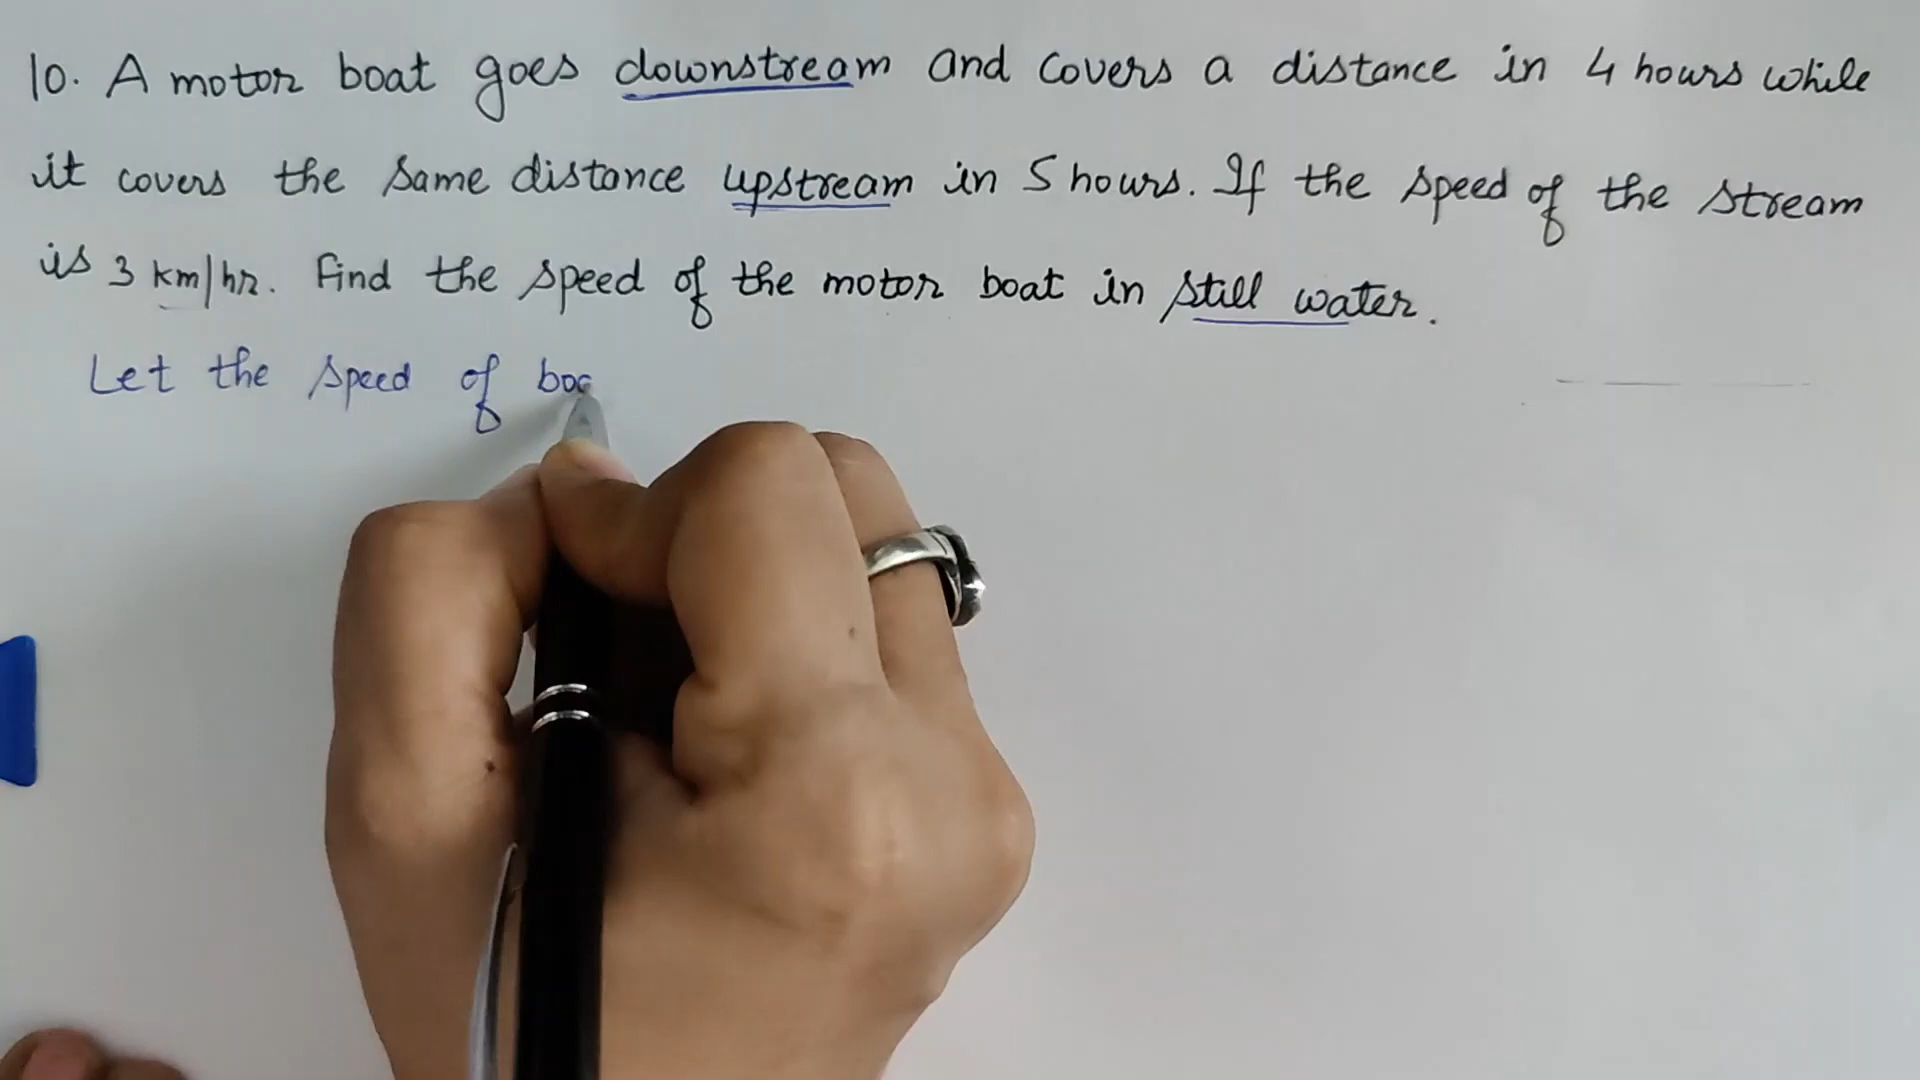 10. A motor boat goes downstream and covers a distance in 4 hours while
it covers the same distance upstream in 5 hours. If the speed of the stream
is 3 km/hr. Find the speed of the motor boat in still water.
Let the speed of boa